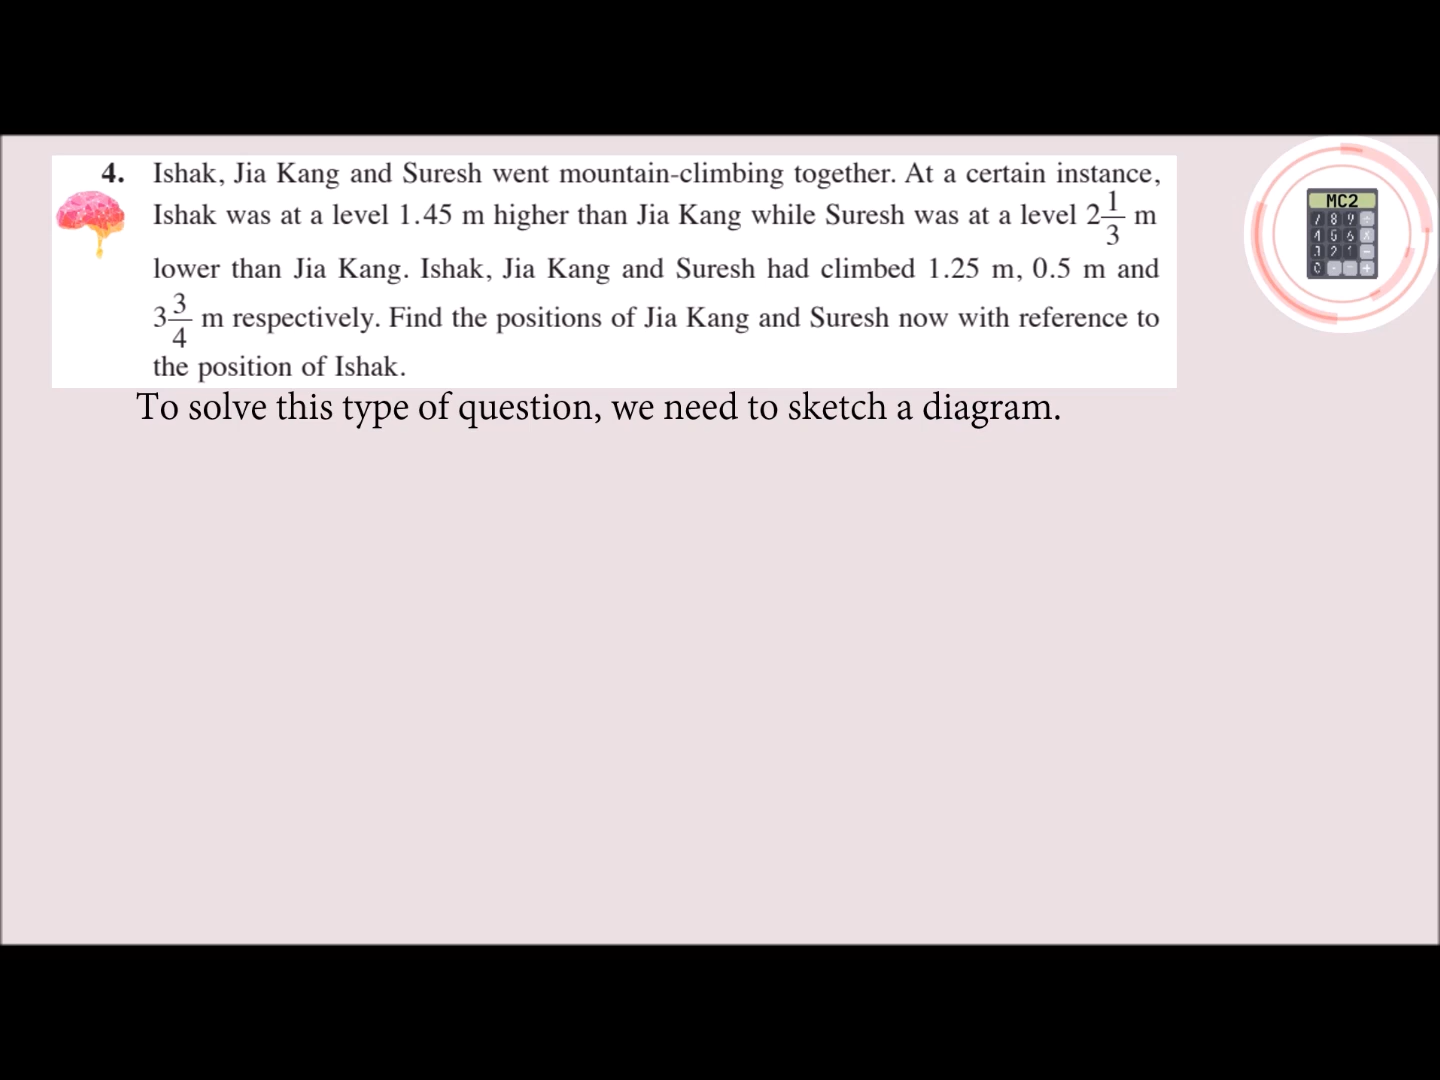 4. Ishak, Jia Kang and Suresh went mountain-climbing together. At a certain instance,
Ishak was at a level 1.45 m higher than Jia Kang while Suresh was at a level 2 1/3 m
lower than Jia Kang. Ishak, Jia Kang and Suresh had climbed 1.25 m, 0.5 m and
3 3/4 m respectively. Find the positions of Jia Kang and Suresh now with reference to
the position of Ishak.
To solve this type of question, we need to sketch a diagram.
MC2